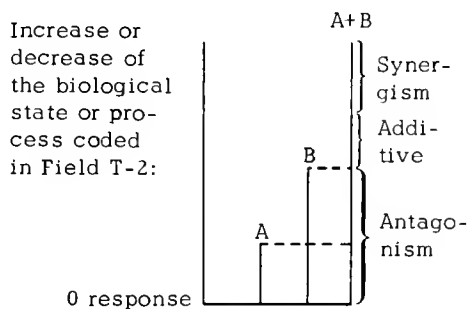 A+B
Increase or
decrease of
the biological
state or pro-
cess coded
in Field T-2:
Syner-
gism
Addi-
tive
B
A
Antago-
nism
0 response